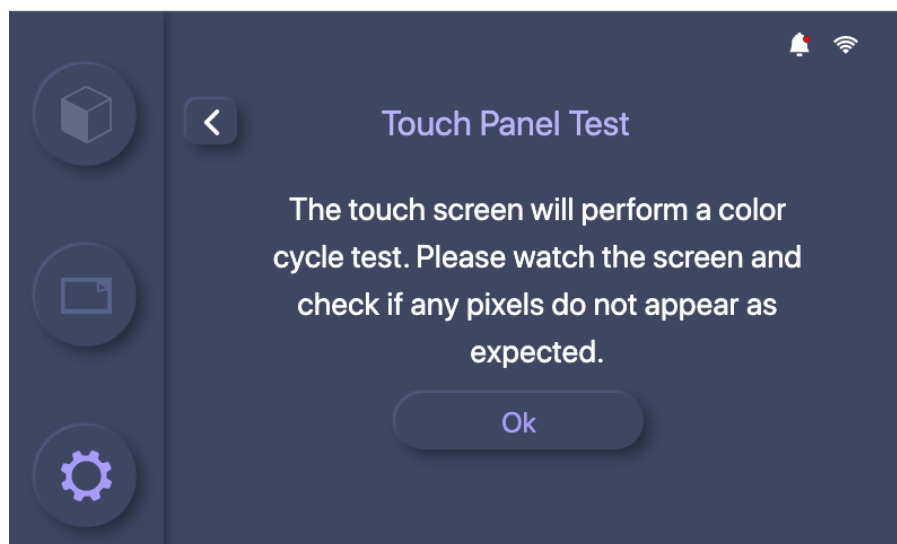 Touch Panel Test
The touch screen will perform a color
cycle test. Please watch the screen and
check if any pixels do not appear as
expected.
Ok